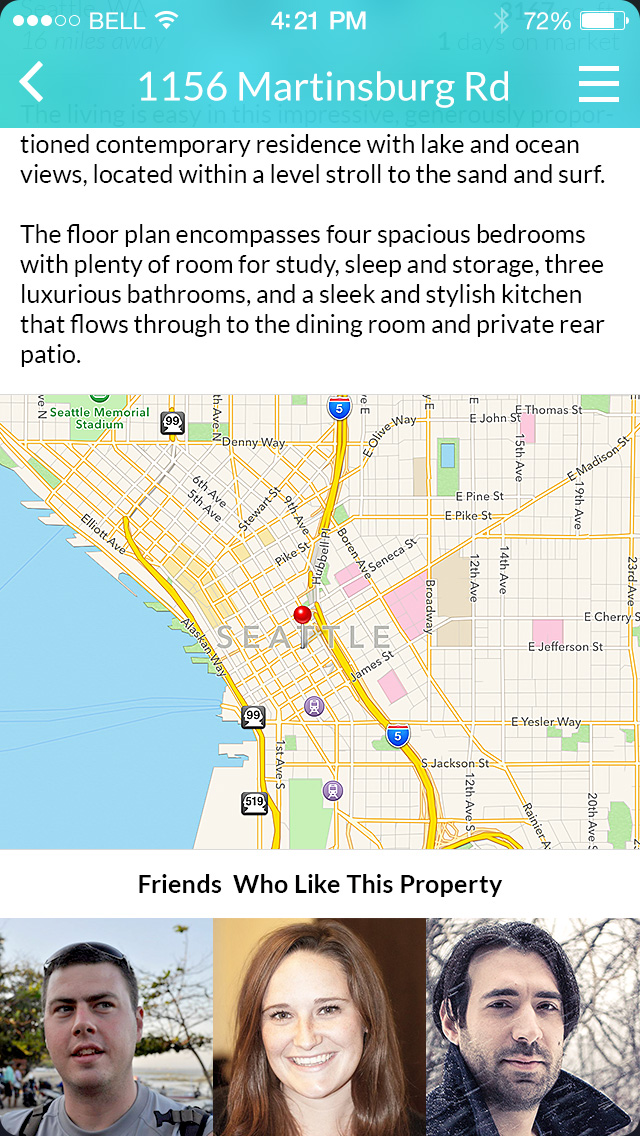 BELL 4:21 PM 72%
16 miles away 1 days on market
1156 Martinsburg Rd
The living is easy in this impressive, generously propor-
tioned contemporary residence with lake and ocean
views, located within a level stroll to the sand and surf.
The floor plan encompasses four spacious bedrooms
with plenty of room for study, sleep and storage, three
luxurious bathrooms, and a sleek and stylish kitchen
that flows through to the dining room and private rear
patio.
Seattle Memorial
Stadium
99
5
E Olive Way
E John St
E Thomas St
Denny Way
15th Ave
E Madison St
6th Ave
5th Ave
Stewart St
9th Ave
E Pine St
E Pike St
19th Ave
Elliott Ave
Pike St
Hubbell Pl
Boren Ave
Seneca St
12th Ave
14th Ave
23rd Ave
Broadway
SEATTLE
Alaskan Way
E Cherry S
E Jefferson St
James St
99
E Yesler Way
5
1st Ave S
S Jackson St
519
12th Ave S
Rainier A
20th Ave S
Friends Who Like This Property